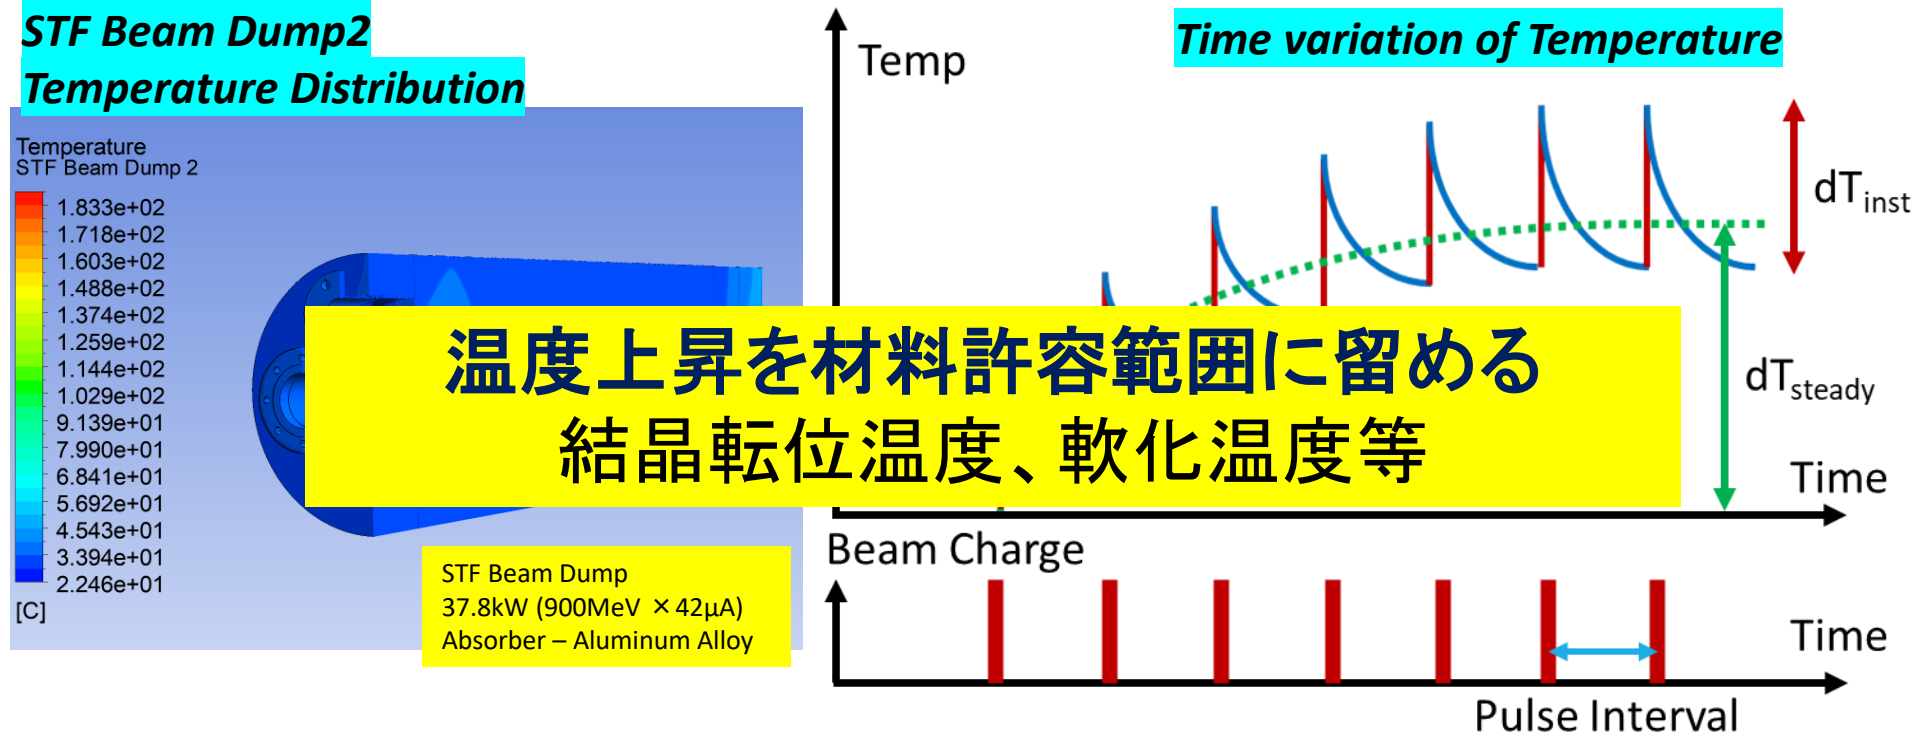 STF Beam Dump2
Temperature Distribution
Temperature
STF Beam Dump 2
1.833e+02
1.718e+02
1.603e+02
1.488e+02
1.374e+02
1.259e+02
1.144e+02
1.029e+02
9.139e+01
7.990e+01
6.841e+01
5.692e+01
4.543e+01
3.394e+01
2.246e+01
[C]
STF Beam Dump
37.8kW (900MeV ×42μA)
Absorber – Aluminum Alloy
温度上昇を材料許容範囲に留める
結晶転位温度、軟化温度等
Time variation of Temperature
Temp
dTinst
dTsteady
Time
Beam Charge
Time
Pulse Interval